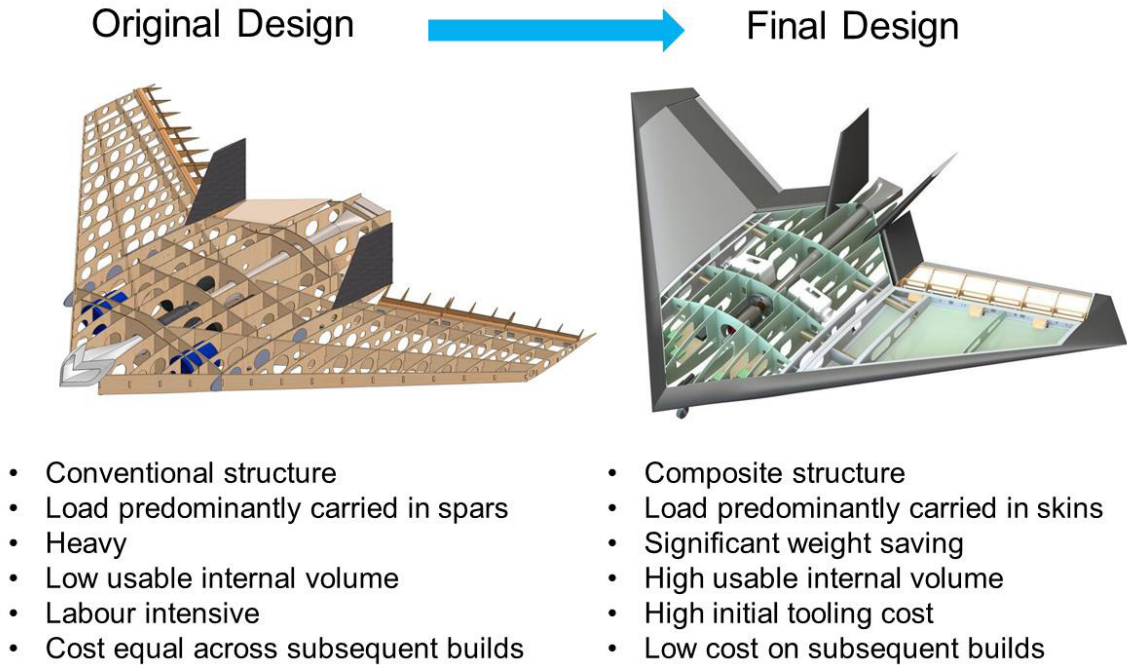 Original Design
Final Design
• Conventional structure
• Load predominantly carried in spars
• Heavy
• Low usable internal volume
• Labour intensive
• Cost equal across subsequent builds
• Composite structure
• Load predominantly carried in skins
• Significant weight saving
• High usable internal volume
• High initial tooling cost
• Low cost on subsequent builds